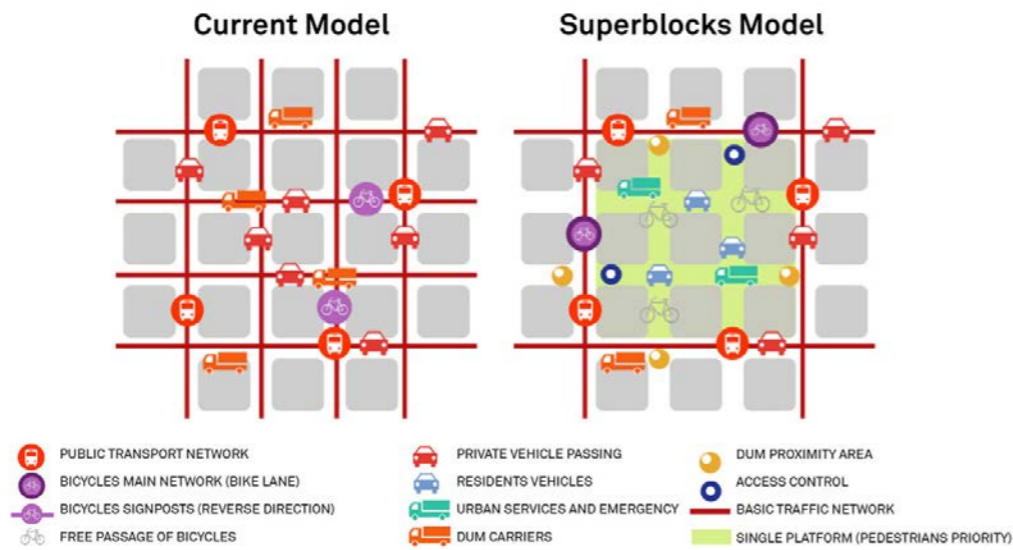 Current Model
Superblocks Model
PUBLIC TRANSPORT NETWORK
BICYCLES MAIN NETWORK (BIKE LANE)
BICYCLES SIGNPOSTS (REVERSE DIRECTION)
FREE PASSAGE OF BICYCLES
PRIVATE VEHICLE PASSING
RESIDENTS VEHICLES
URBAN SERVICES AND EMERGENCY
DUM CARRIERS
DUM PROXIMITY AREA
ACCESS CONTROL
BASIC TRAFFIC NETWORK
SINGLE PLATFORM (PEDESTRIANS PRIORITY)